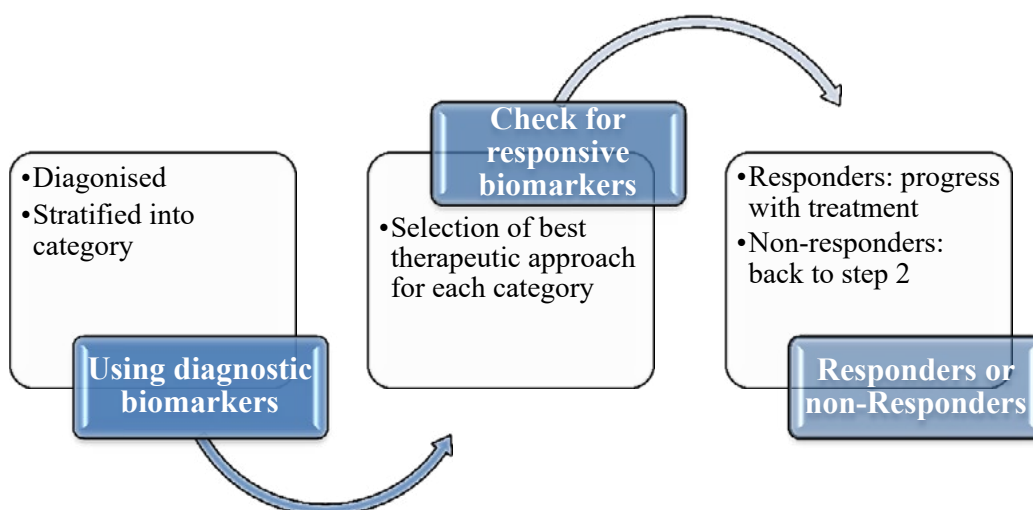 •Diagonised
•Stratified into
category
Using diagnostic
biomarkers
Check for
responsive
biomarkers
•Selection of best
therapeutic approach
for each category
•Responders: progress
with treatment
•Non-responders:
back to step 2
Responders or
non-Responders